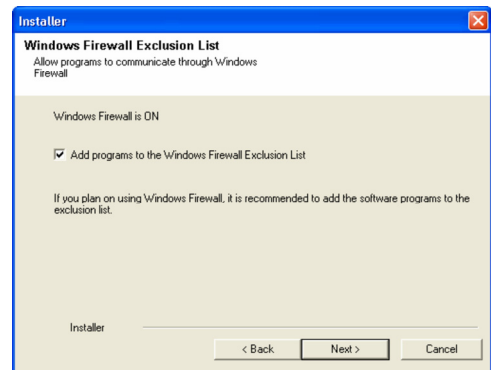 Installer
Windows Firewall Exclusion List
Allow programs to communicate through Windows
Firewall
Windows Firewall is ON
Add programs to the Windows Firewall Exclusion List
If you plan on using Windows Firewall, it is recommended to add the software programs to the
exclusion list.
Installer
< Back Next > Cancel